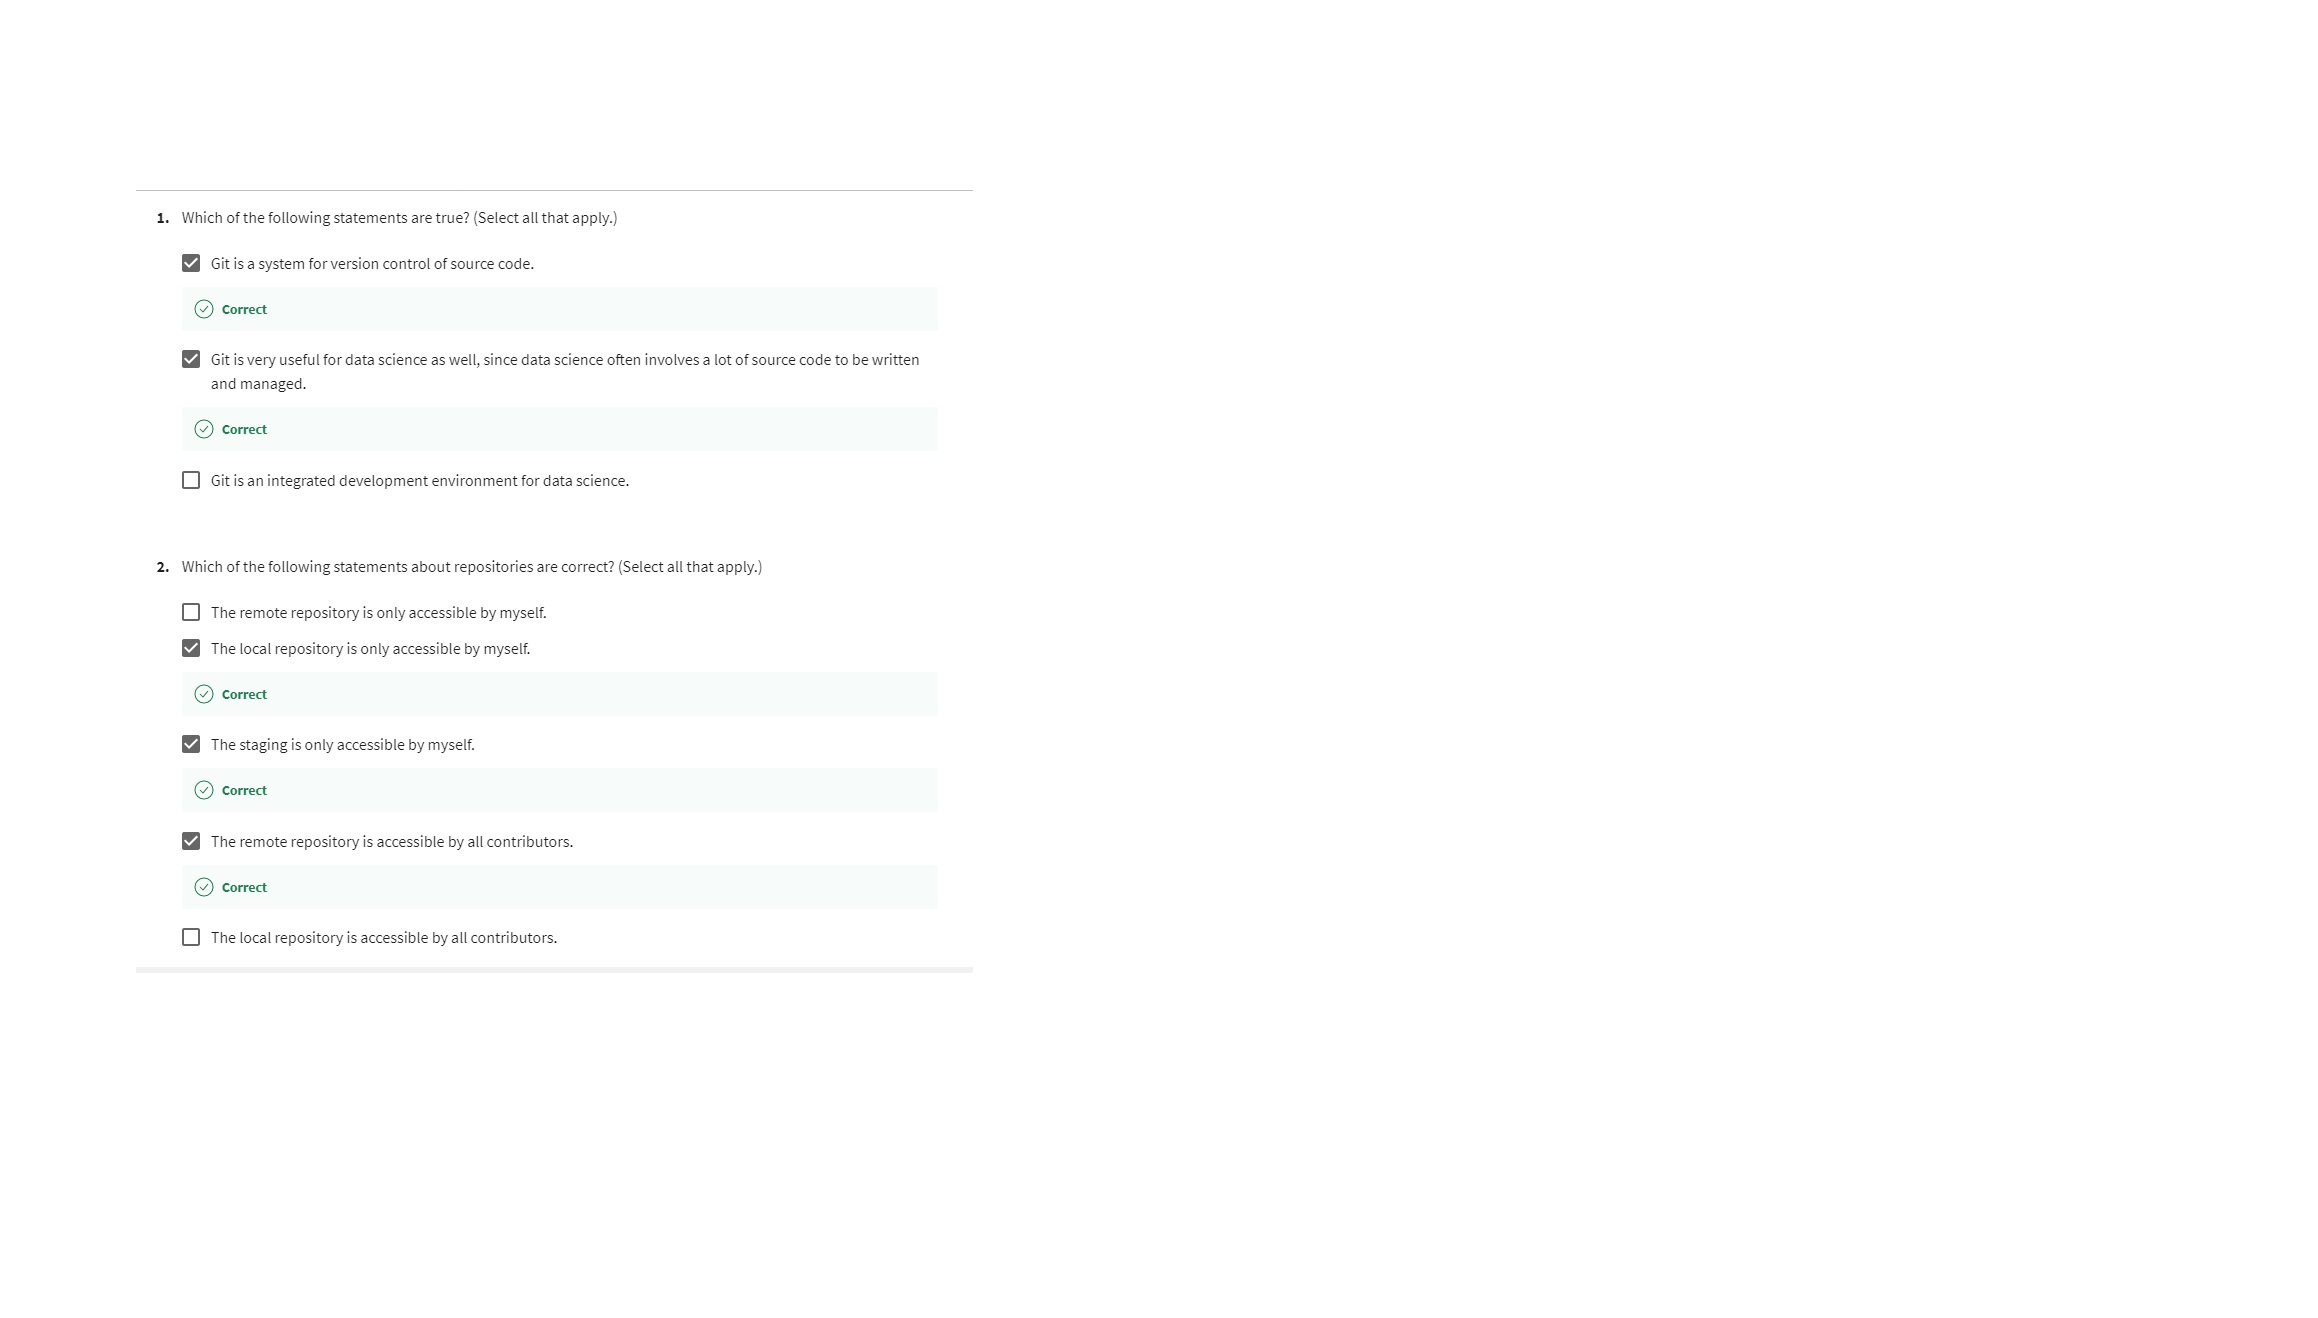 1. Which of the following statements are true? (Select all that apply.)
Git is a system for version control of source code.
Correct
Git is very useful for data science as well, since data science often involves a lot of source code to be written
and managed.
Correct
Git is an integrated development environment for data science.
2. Which of the following statements about repositories are correct? (Select all that apply.)
The remote repository is only accessible by myself.
The local repository is only accessible by myself.
Correct
The staging is only accessible by myself.
Correct
The remote repository is accessible by all contributors.
Correct
The local repository is accessible by all contributors.